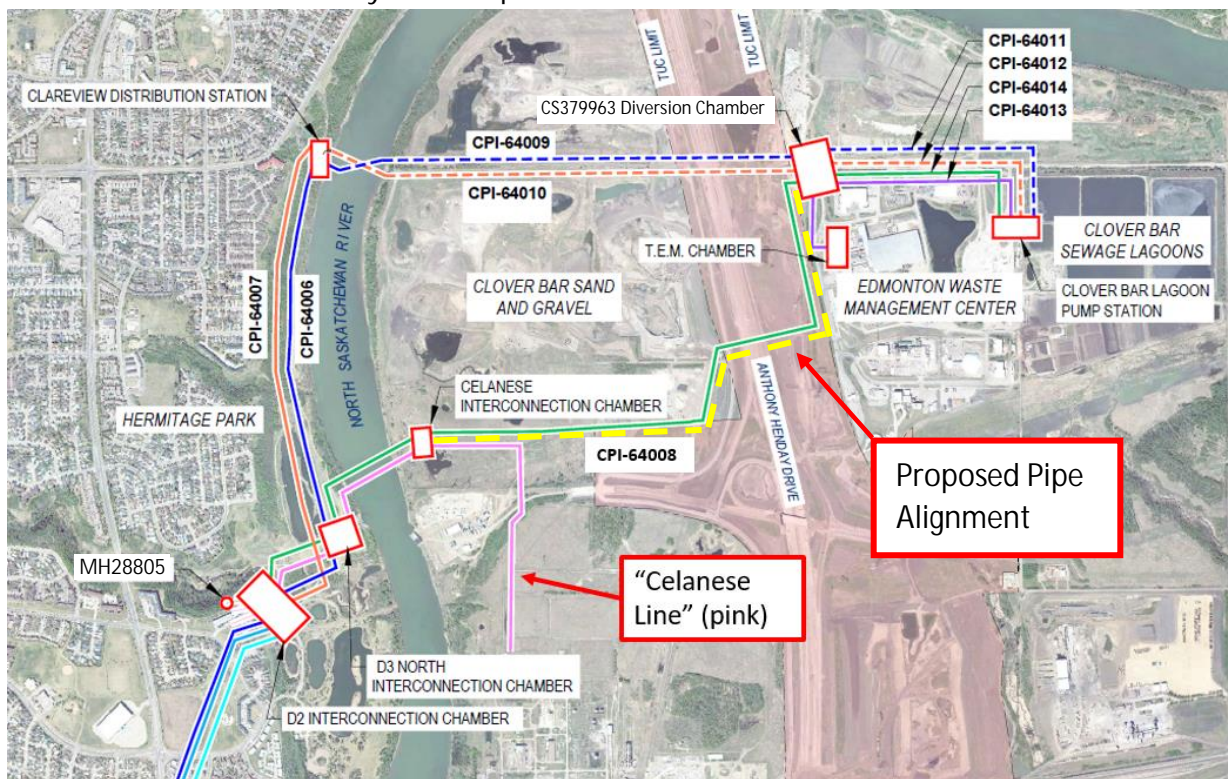 CLAREVIEW DISTRIBUTION STATION
TUC LIMIT
TUC LIMIT
CPI-64011
CPI-64012
CPI-64014
CPI-64013
CS379963 Diversion Chamber
CPI-64009
CPI-64010
CPI-64007
CPI-64006
NORTH SASKATCHEWAN RIVER
CLOVER BAR SAND
AND GRAVEL
T.E.M. CHAMBER
EDMONTON WASTE
MANAGEMENT CENTER
CLOVER BAR
SEWAGE LAGOONS
CLOVER BAR LAGOON
PUMP STATION
HERMITAGE PARK
CELANESE
INTERCONNECTION CHAMBER
CPI-64008
ANTHONY HENDAY DRIVE
Proposed Pipe
Alignment
MH28805
"Celanese
Line" (pink)
D3 NORTH
INTERCONNECTION CHAMBER
D2 INTERCONNECTION CHAMBER